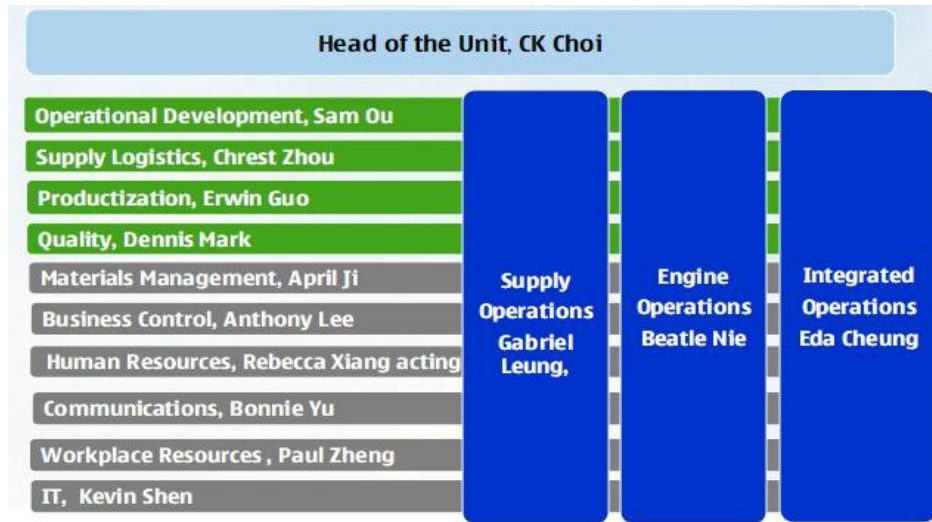 Head of the Unit, CK Choi
Operational Development, Sam Ou
Supply Logistics, Chrest Zhou
Productization, Erwin Guo
Quality, Dennis Mark
Materials Management, April Ji
Business Control, Anthony Lee
Human Resources, Rebecca Xiang acting
Communications, Bonnie Yu
Workplace Resources , Paul Zheng
IT,  Kevin Shen
Supply
Operations
Gabriel
Leung,
Engine
Operations
Beatle Nie
Integrated
Operations
Eda Cheung